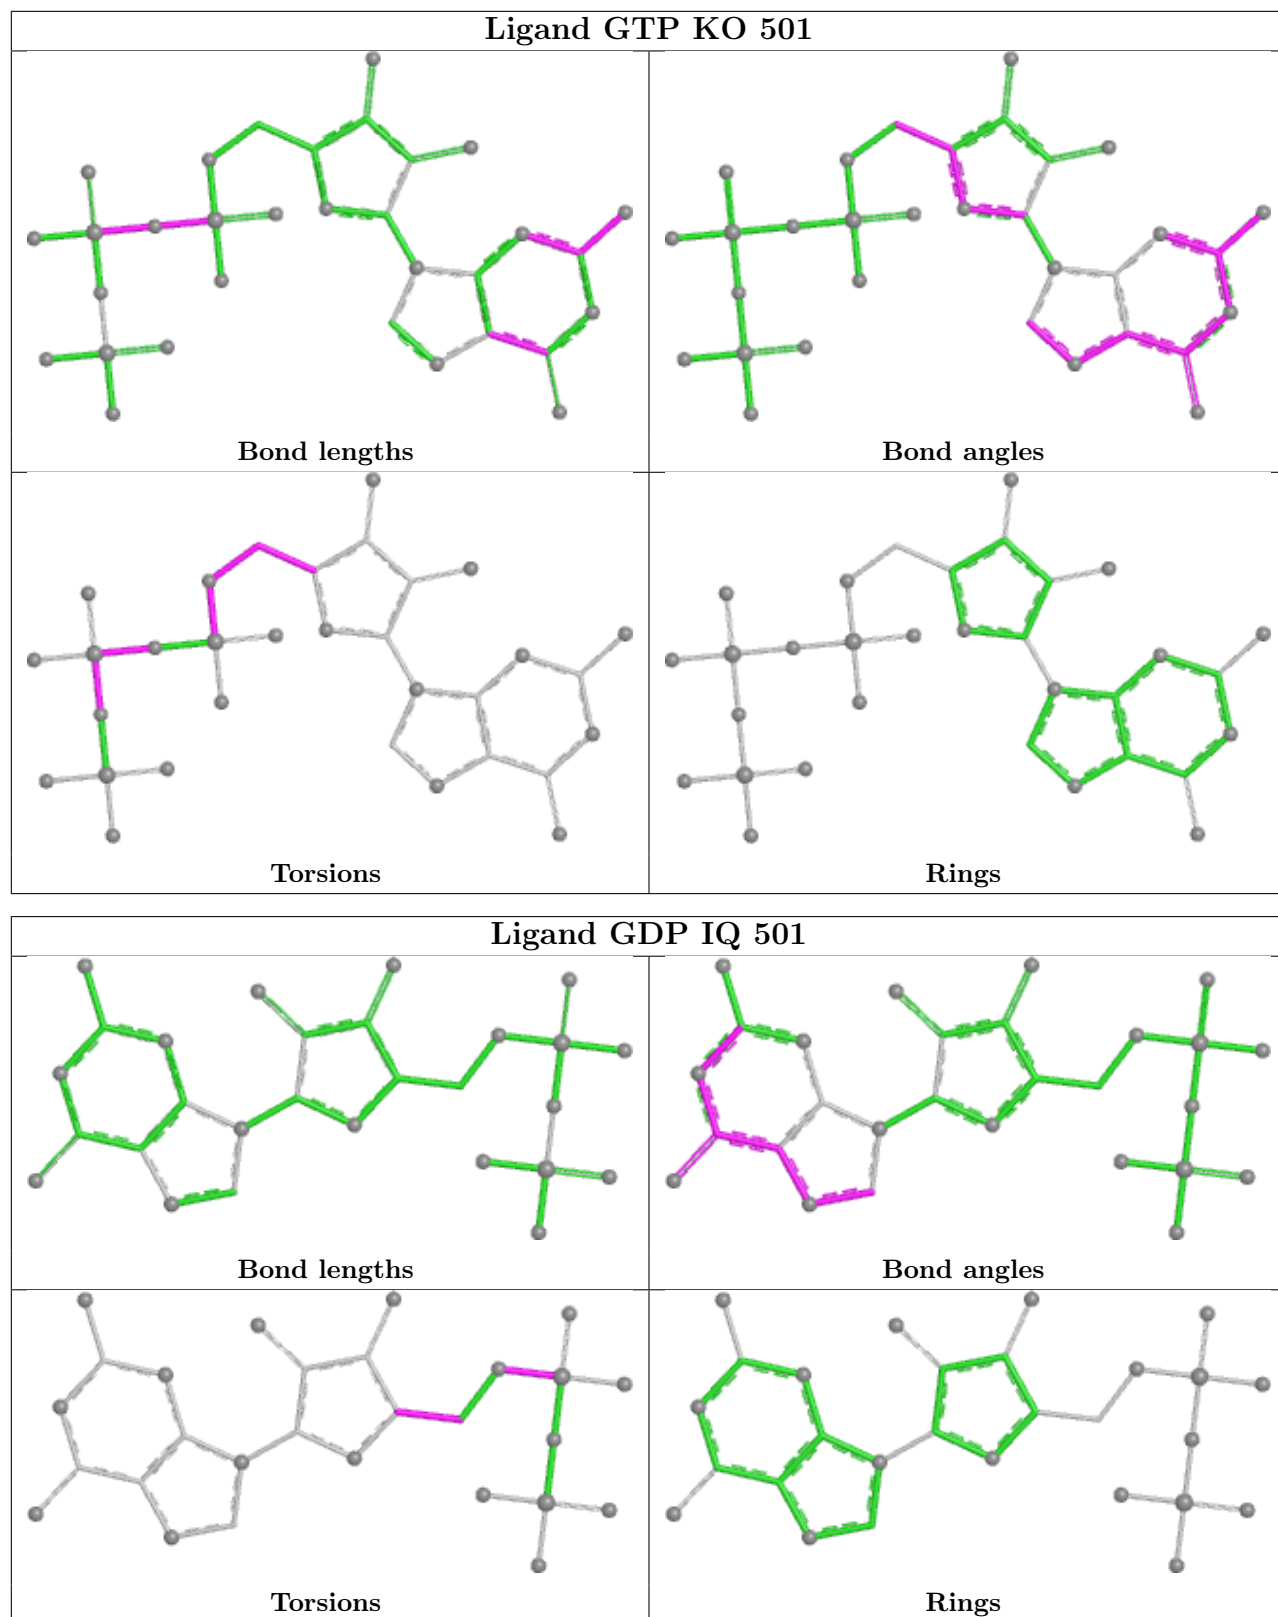 Ligand GTP KO 501
Bond lengths
Bond angles
Torsions
Rings
Ligand GDP IQ 501
Bond lengths
Bond angles
Torsions
Rings